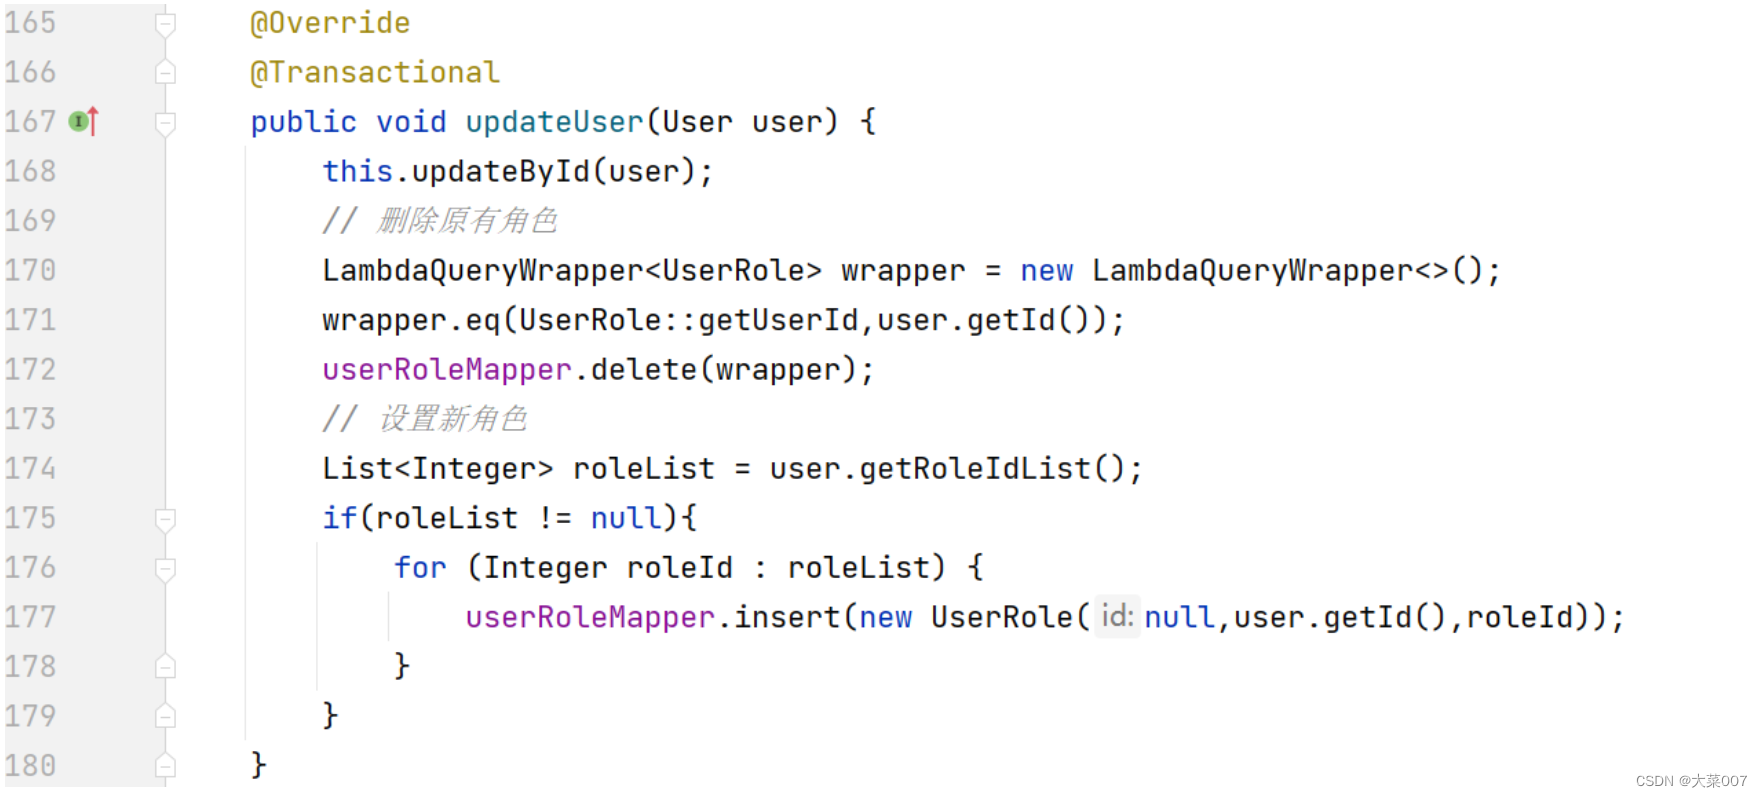 165 @Override
166 @Transactional
167 public void updateUser(User user) {
168 this.updateById(user);
169 // 删除原有角色
170 LambdaQueryWrapper<UserRole> wrapper = new LambdaQueryWrapper<>();
171 wrapper.eq(UserRole::getUserId,user.getId());
172 userRoleMapper.delete(wrapper);
173 // 设置新角色
174 List<Integer> roleList = user.getRoleIdList();
175 if(roleList != null){
176 for (Integer roleId : roleList) {
177 userRoleMapper.insert(new UserRole( id: null,user.getId(),roleId));
178 }
179 }
180 }
CSDN @大菜007